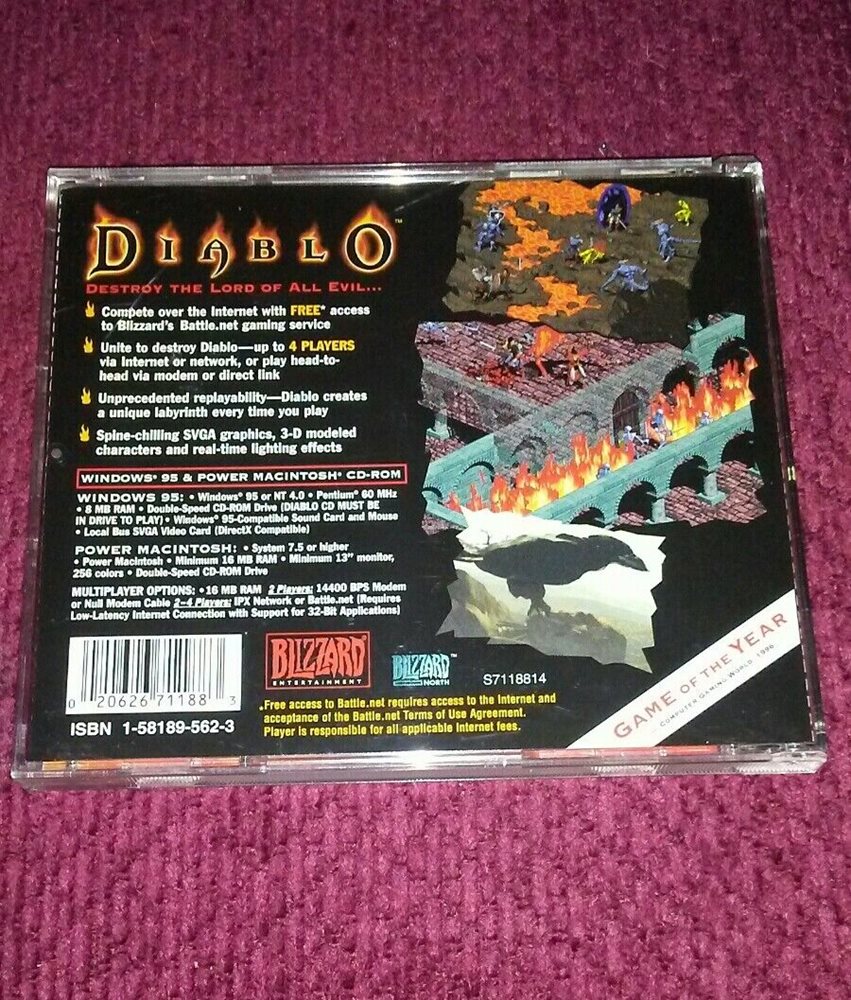 DIABLO™
DESTROY THE LORD OF ALL EVIL...
Compete over the Internet with FREE* access
to Blizzard's Battle.net gaming service
Unite to destroy Diablo—up to 4 PLAYERS
via Internet or network, or play head-to-
head via modem or direct link
Unprecedented replayability—Diablo creates
a unique labyrinth every time you play
Spine-chilling SVGA graphics, 3-D modeled
characters and real-time lighting effects
WINDOWS® 95 & POWER MACINTOSH® CD-ROM
WINDOWS 95: • Windows® 95 or NT 4.0 • Pentium® 60 MHz
• 8 MB RAM • Double-Speed CD-ROM Drive (DIABLO CD MUST BE
IN DRIVE TO PLAY) • Windows® 95-Compatible Sound Card and Mouse
• Local Bus SVGA Video Card (DirectX Compatible)
POWER MACINTOSH: • System 7.5 or higher
• Power Macintosh • Minimum 16 MB RAM • Minimum 13" monitor,
256 colors • Double-Speed CD-ROM Drive
MULTIPLAYER OPTIONS: • 16 MB RAM 2 Players: 14400 BPS Modem
or Null Modem Cable 2–4 Players: IPX Network or Battle.net (Requires
Low-Latency Internet Connection with Support for 32-Bit Applications)
0 20626 71188 3
ISBN 1-58189-562-3
BLIZZARD
ENTERTAINMENT
BLIZZARD™
NORTH
S7118814
*Free access to Battle.net requires access to the Internet and
acceptance of the Battle.net Terms of Use Agreement.
Player is responsible for all applicable Internet fees.
GAME OF THE YEAR
COMPUTER GAMING WORLD, 1996